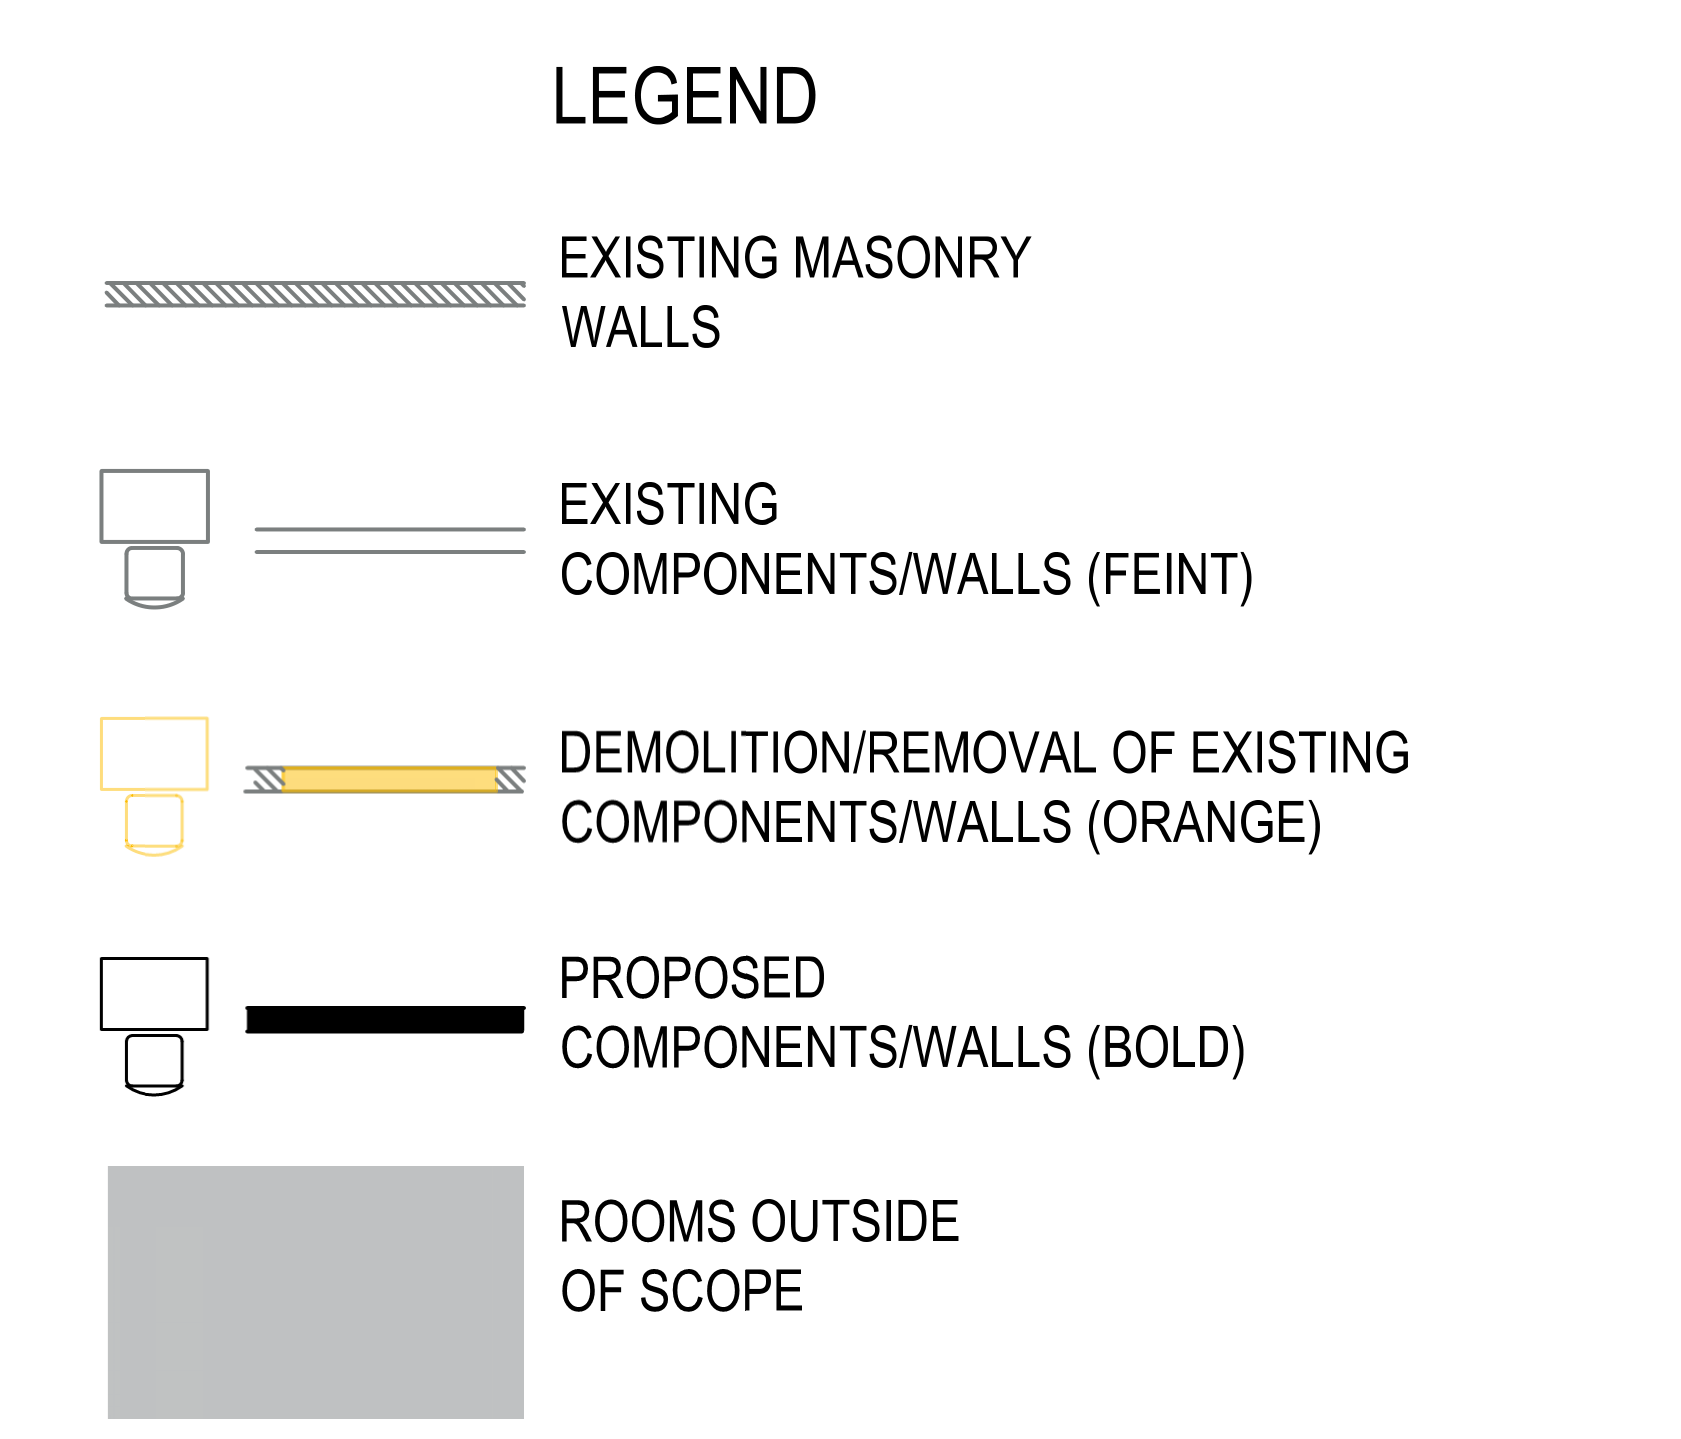 LEGEND
EXISTING MASONRY
WALLS
EXISTING
COMPONENTS/WALLS (FEINT)
DEMOLITION/REMOVAL OF EXISTING
COMPONENTS/WALLS (ORANGE)
PROPOSED
COMPONENTS/WALLS (BOLD)
ROOMS OUTSIDE
OF SCOPE